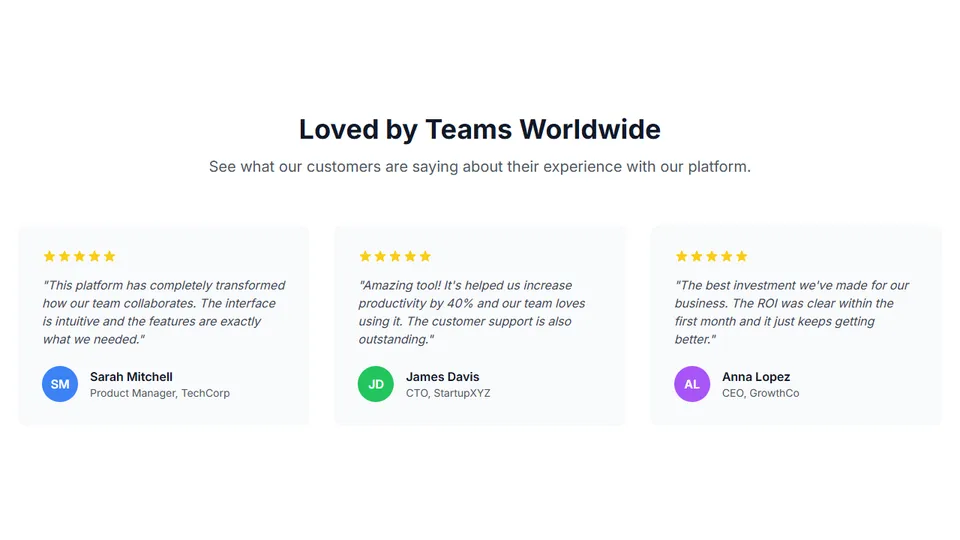 Loved by Teams Worldwide
See what our customers are saying about their experience with our platform.
"This platform has completely transformed
how our team collaborates. The interface
is intuitive and the features are exactly
what we needed."
SM
Sarah Mitchell
Product Manager, TechCorp
"Amazing tool! It's helped us increase
productivity by 40% and our team loves
using it. The customer support is also
outstanding."
JD
James Davis
CTO, StartupXYZ
"The best investment we've made for our
business. The ROI was clear within the
first month and it just keeps getting
better."
AL
Anna Lopez
CEO, GrowthCo